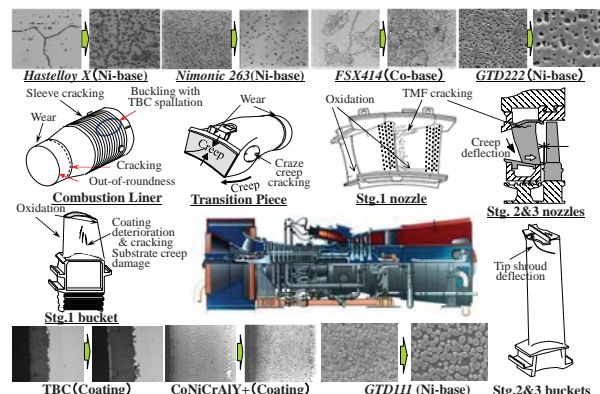 Hastelloy X (Ni-base)
Nimonic 263(Ni-base)
FSX414 (Co-base)
GTD222 (Ni-base)
Sleeve cracking
Buckling with
TBC spallation
Wear
Cracking
Out-of-roundness
Combustion Liner
Wear
Creep
Craze
creep
cracking
Creep
Transition Piece
Oxidation
TMF cracking
Stg.1 nozzle
Creep
deflection
Stg. 2&3 nozzles
Oxidation
Coating
deterioration
& cracking
Substrate creep
damage
Stg.1 bucket
Tip shroud
deflection
Stg.2&3 buckets
TBC(Coating)
CoNiCrAlY+(Coating)
GTD111 (Ni-base)